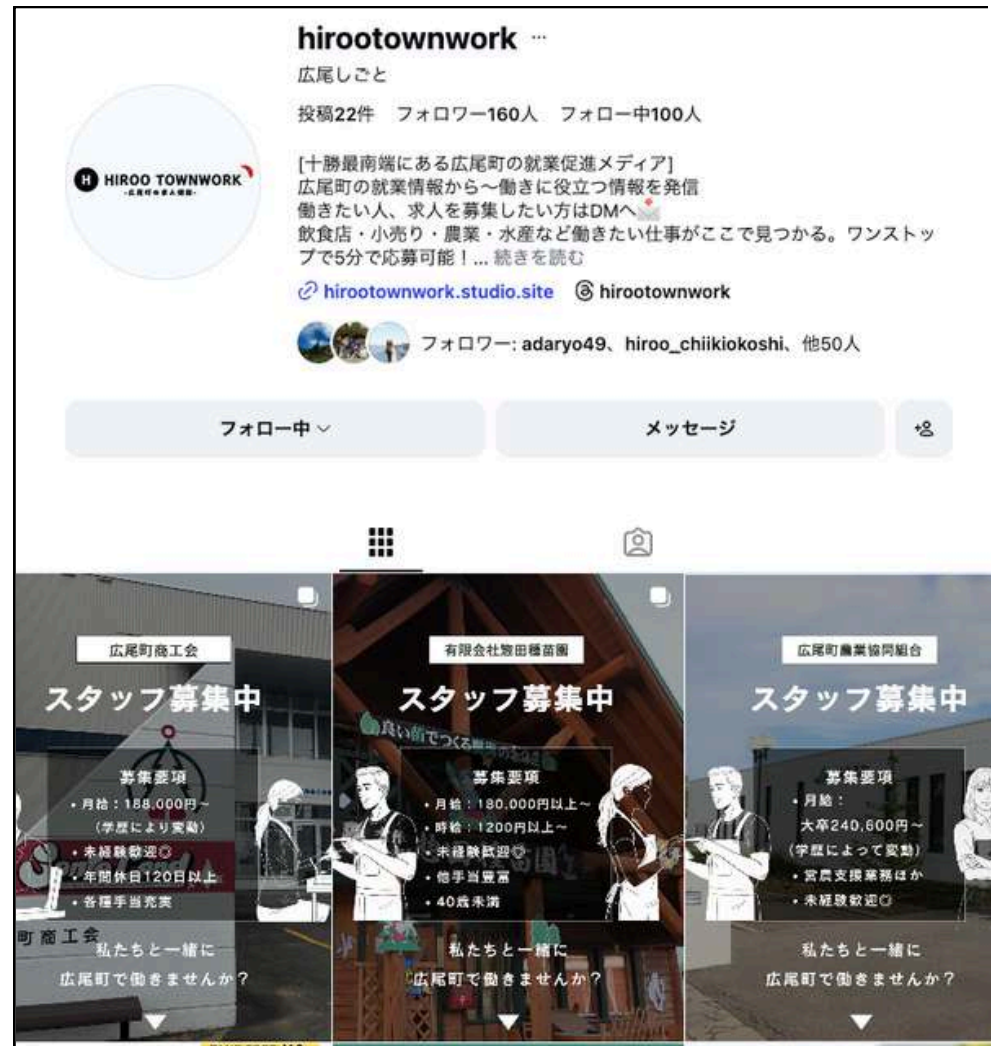 hirootownwork …
広尾しごと
投稿22件 フォロワー160人 フォロー中100人
H HIROO TOWNWORK
-広尾町の求人情報-
[十勝最南端にある広尾町の就業促進メディア]
広尾町の就業情報から〜働きに役立つ情報を発信
働きたい人、求人を募集したい方はDMへ📩
飲食店・小売り・農業・水産など働きたい仕事がここで見つかる。ワンストッ
プで5分で応募可能！... 続きを読む
hirootownwork.studio.site hirootownwork
フォロワー: adaryo49、hiroo_chiikiokoshi、他50人
フォロー中
メッセージ
広尾町商工会
スタッフ募集中
募集要項
・月給：188,000円〜
（学歴により変動）
・未経験歓迎◎
・年間休日120日以上
・各種手当充実
町商工会
私たちと一緒に
広尾町で働きませんか？
有限会社惣田種苗園
スタッフ募集中
良い苗でつくる
募集要項
・月給：180,000円以上〜
・時給：1200円以上〜
・未経験歓迎◎
・他手当豊富
・40歳未満
私たちと一緒に
広尾町で働きませんか？
広尾町農業協同組合
スタッフ募集中
募集要項
・月給：
大卒240,600円〜
（学歴によって変動）
・営農支援業務ほか
・未経験歓迎◎
私たちと一緒に
広尾町で働きませんか？